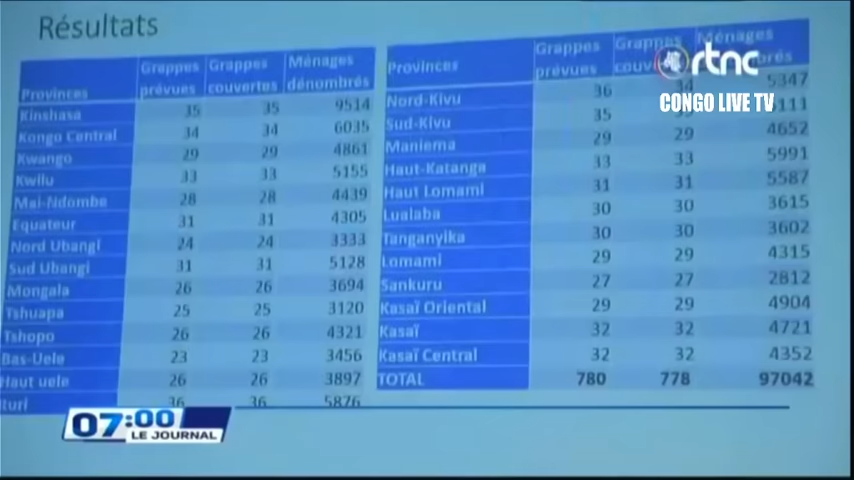 Résultats
Provinces Grappes prévues Grappes couvertes Ménages dénombrés
Kinshasa 35 35 9514
Kongo Central 34 34 6035
Kwango 29 29 4861
Kwilu 33 33 5155
Mai-Ndombe 28 28 4439
Equateur 31 31 4305
Nord Ubangi 24 24 3333
Sud Ubangi 31 31 5128
Mongala 26 26 3694
Tshuapa 25 25 3120
Tshopo 26 26 4321
Bas-Uele 23 23 3456
Haut uele 26 26 3897
Ituri 36 36 5876
Provinces Grappes prévues Grappes Ménages
Nord-Kivu 36 34 5347
Sud-Kivu 35
Maniema 29 29 4652
Haut-Katanga 33 33 5991
Haut Lomami 31 31 5587
Lualaba 30 30 3615
Tanganyika 30 30 3602
Lomami 29 29 4315
Sankuru 27 27 2812
Kasaï Oriental 29 29 4904
Kasaï 32 32 4721
Kasaï Central 32 32 4352
TOTAL 780 778 97042
rtnc
CONGO LIVE TV
07:00
LE JOURNAL